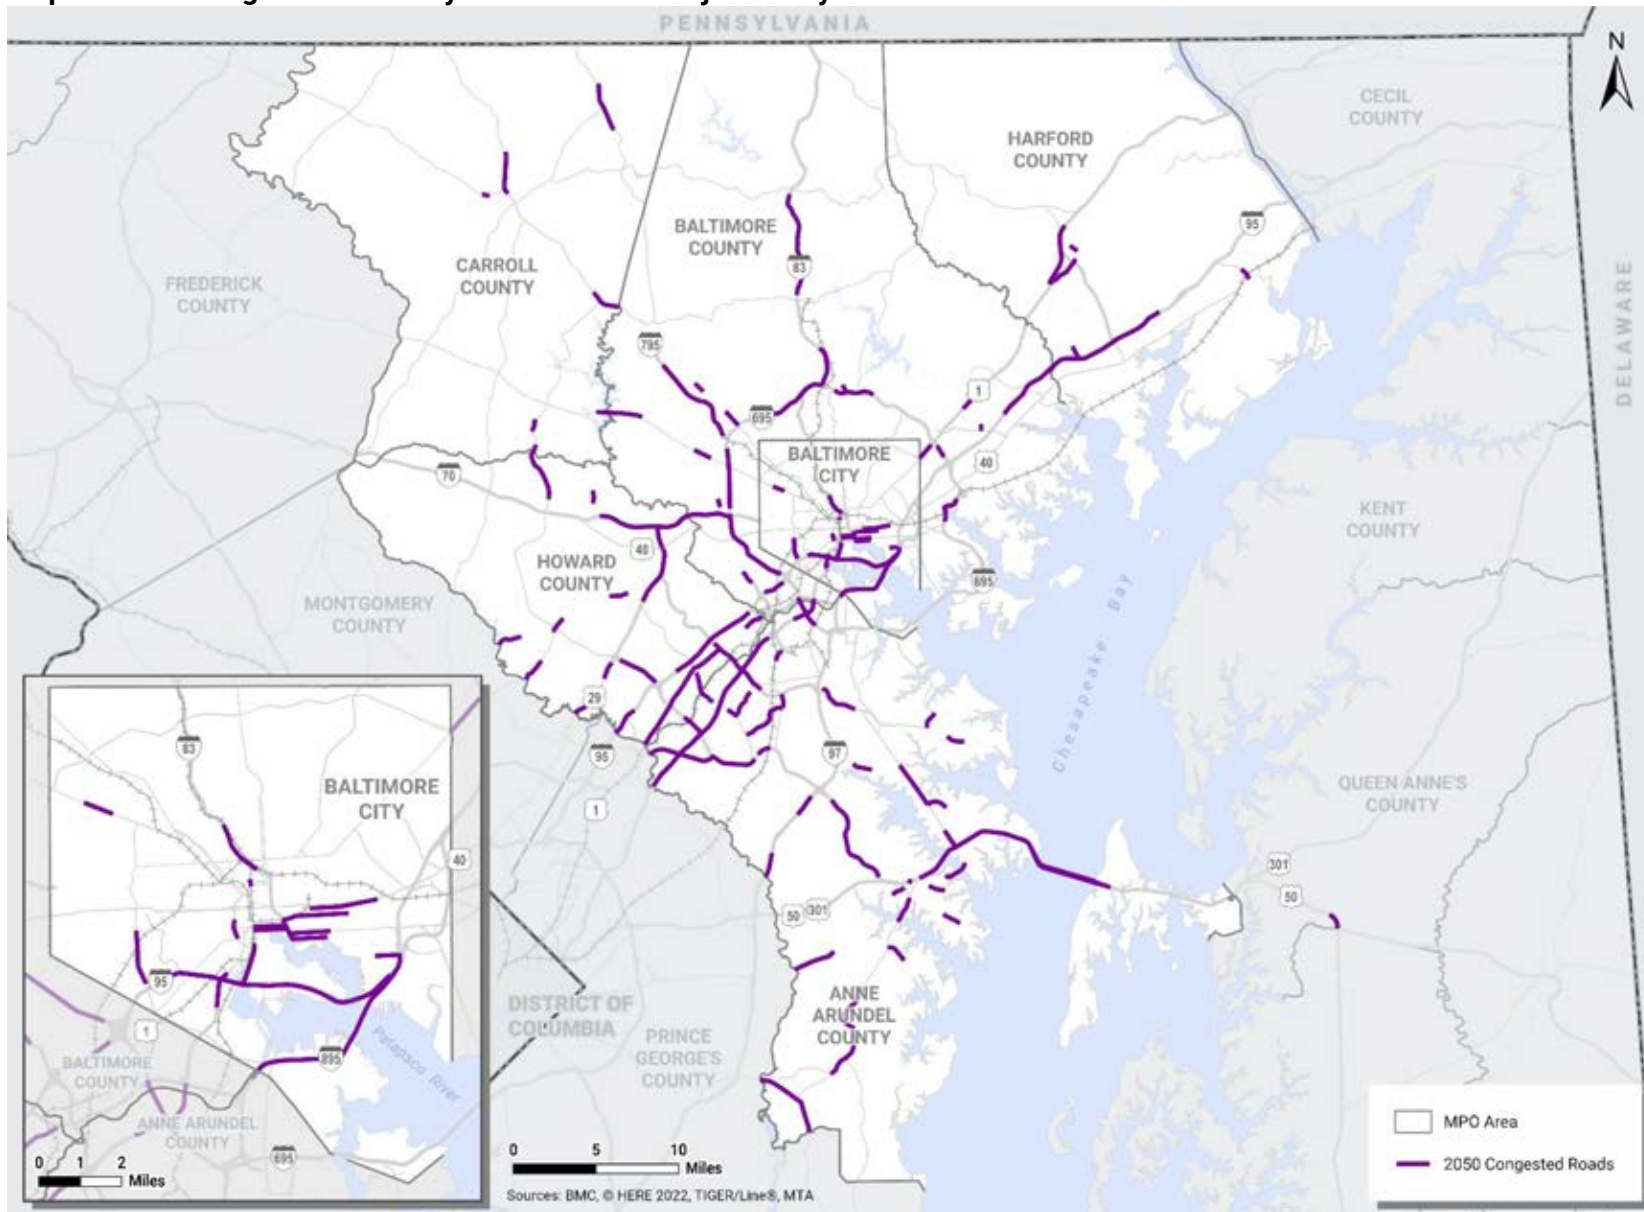 PENNSYLVANIA
N
CECIL
COUNTY
HARFORD
COUNTY
95
BALTIMORE
COUNTY
83
CARROLL
COUNTY
FREDERICK
COUNTY
DELAWARE
795
1
695
BALTIMORE
CITY
40
70
KENT
COUNTY
40
HOWARD
COUNTY
695
MONTGOMERY
COUNTY
Chesapeake Bay
29
95
97
QUEEN ANNE'S
COUNTY
1
301
50
50
301
ANNE
ARUNDEL
COUNTY
DISTRICT OF
COLUMBIA
PRINCE
GEORGE'S
COUNTY
83
BALTIMORE
CITY
40
95
1
895
Patapsco River
BALTIMORE
COUNTY
ANNE ARUNDEL
COUNTY
695
0 1 2
Miles
0 5 10
Miles
Sources: BMC, © HERE 2022, TIGER/Line®, MTA
MPO Area
2050 Congested Roads